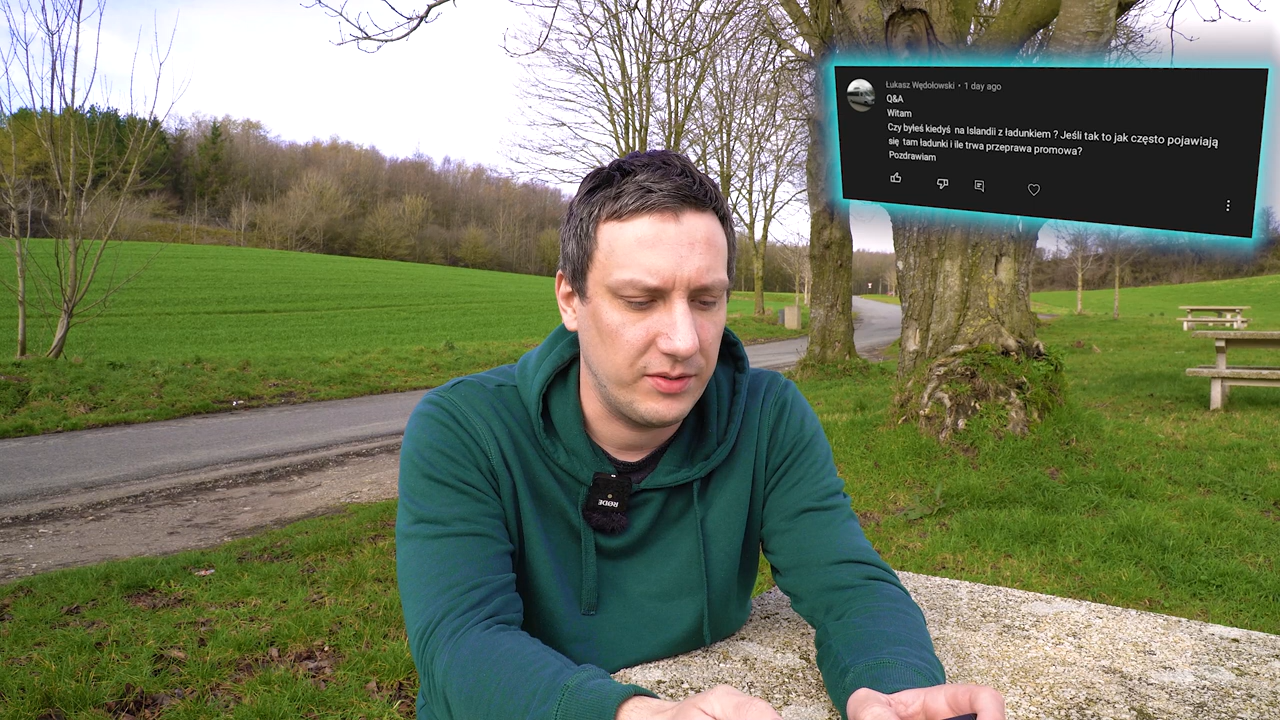 Łukasz Wędołowski • 1 day ago
Q&A
Witam
Czy byłeś kiedyś na Islandii z ładunkiem ? Jeśli tak to jak często pojawiają
się tam ładunki i ile trwa przeprawa promowa?
Pozdrawiam
RØDE